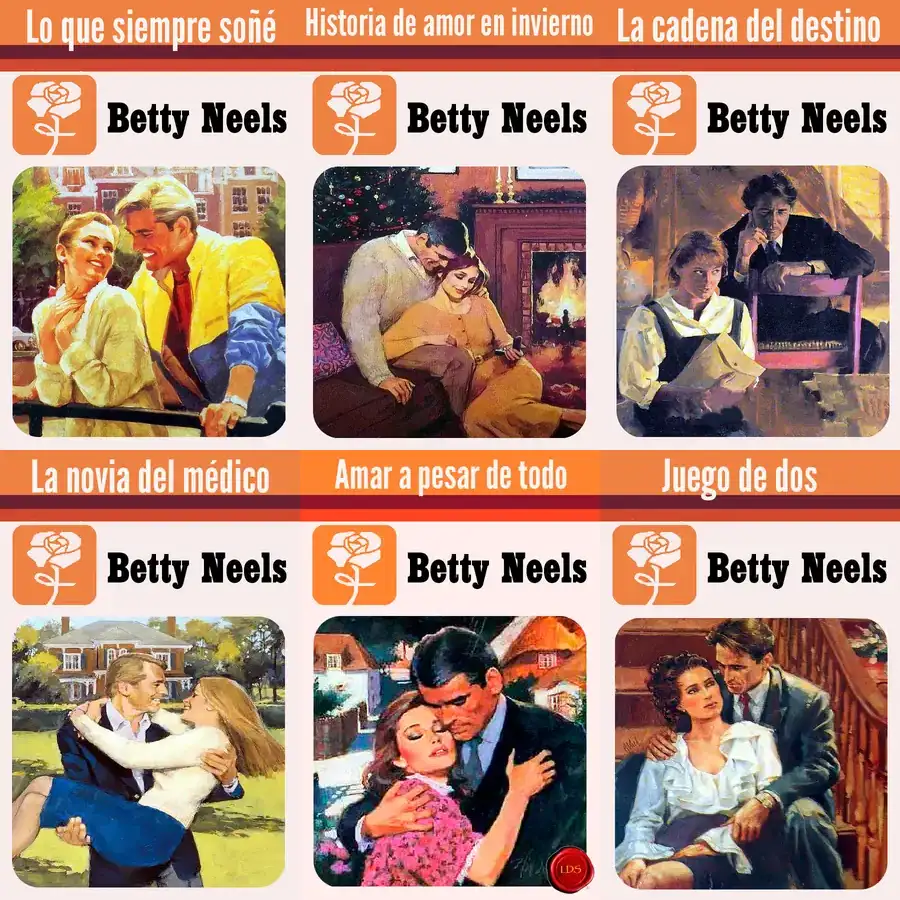 Lo que siempre soñé
Historia de amor en invierno
La cadena del destino
Betty Neels
Betty Neels
Betty Neels
La novia del médico
Amar a pesar de todo
Juego de dos
Betty Neels
Betty Neels
Betty Neels
LDS